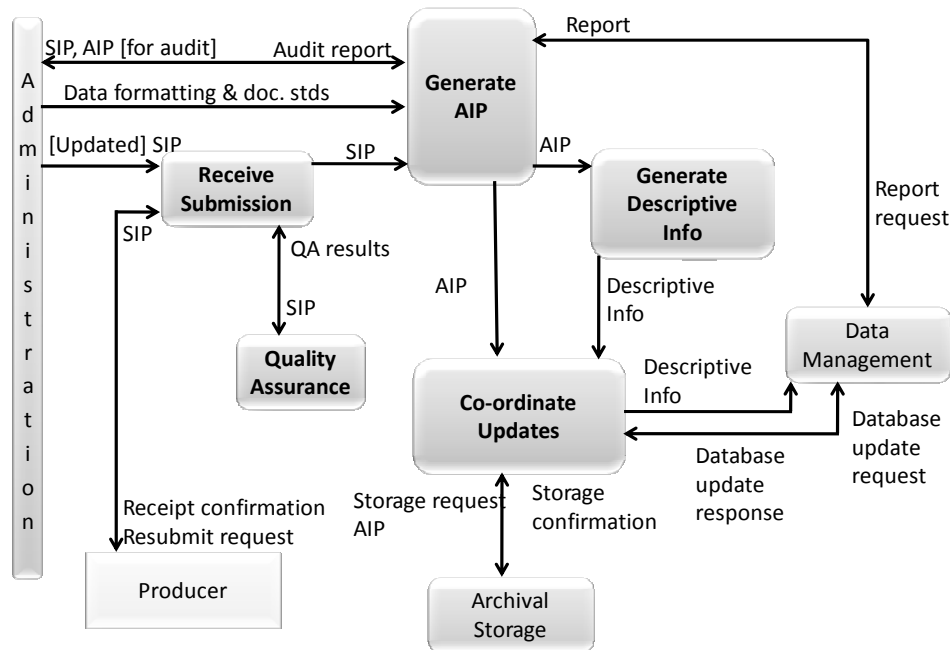 Administration
SIP, AIP [for audit]
Audit report
Data formatting & doc. stds
[Updated] SIP
Receive
Submission
SIP
SIP
Generate
AIP
Report
AIP
Generate
Descriptive
Info
Report
request
QA results
SIP
Quality
Assurance
AIP
Descriptive
Info
Data
Management
Co-ordinate
Updates
Descriptive
Info
Database
update
response
Database
update
request
Storage request
AIP
Storage
confirmation
Receipt confirmation
Resubmit request
Producer
Archival
Storage